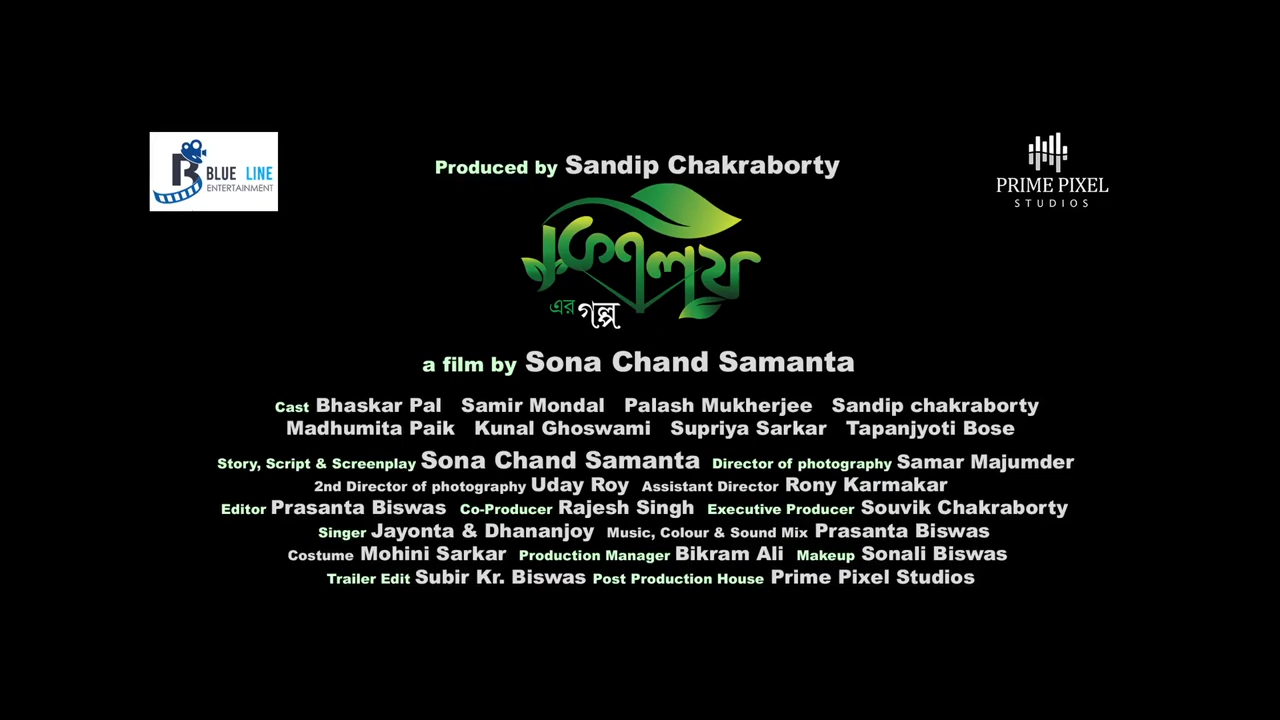 BLUE LINE
ENTERTAINMENT
PRIME PIXEL
STUDIOS
Produced by Sandip Chakraborty
কিশলয়
এর গল্প
a film by Sona Chand Samanta
Cast Bhaskar Pal Samir Mondal Palash Mukherjee Sandip chakraborty
Madhumita Paik Kunal Ghoswami Supriya Sarkar Tapanjyoti Bose
Story, Script & Screenplay Sona Chand Samanta Director of photography Samar Majumder
2nd Director of photography Uday Roy Assistant Director Rony Karmakar
Editor Prasanta Biswas Co-Producer Rajesh Singh Executive Producer Souvik Chakraborty
Singer Jayonta & Dhananjoy Music, Colour & Sound Mix Prasanta Biswas
Costume Mohini Sarkar Production Manager Bikram Ali Makeup Sonali Biswas
Trailer Edit Subir Kr. Biswas Post Production House Prime Pixel Studios